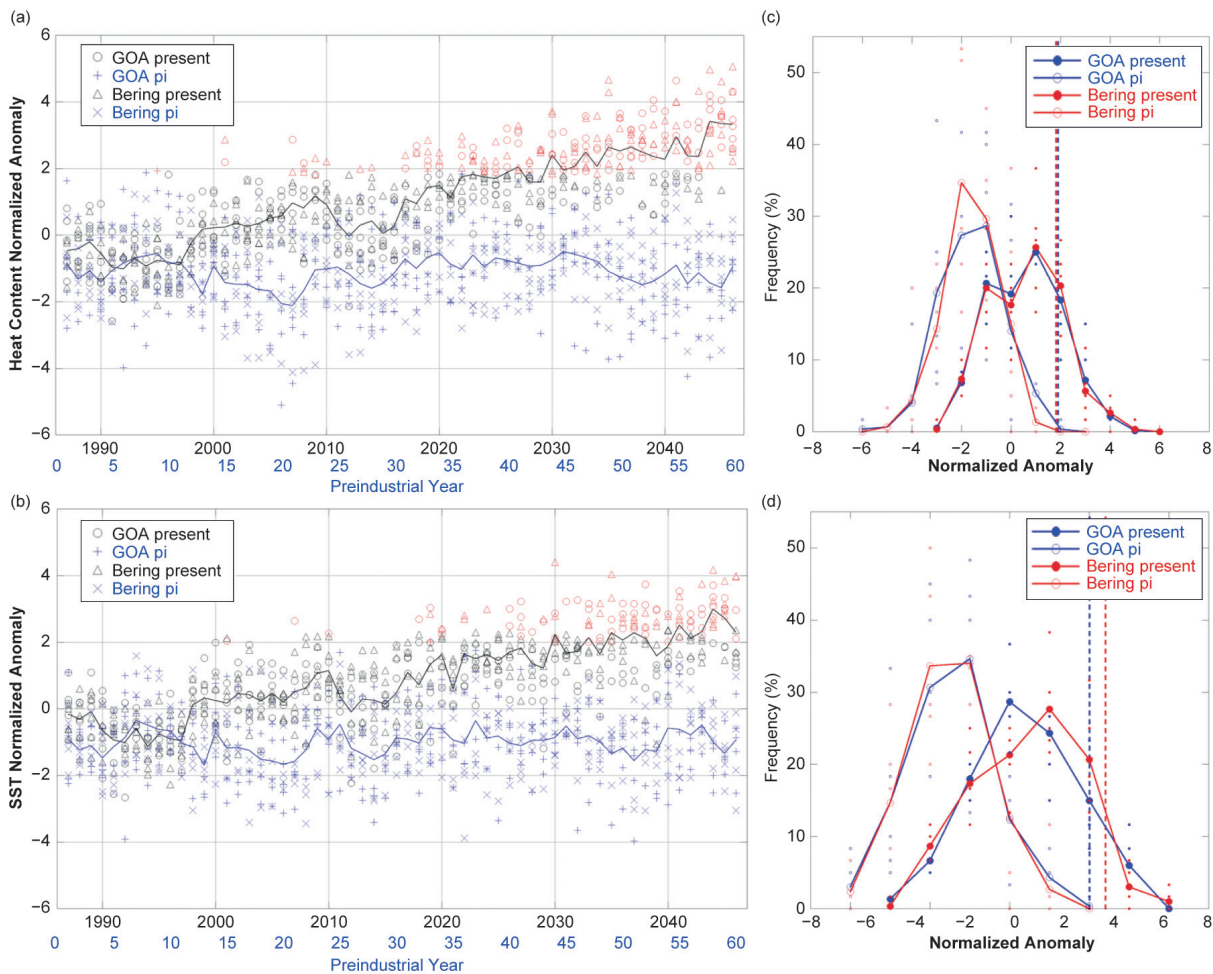 (a)
6
4
2
0
−2
−4
−6
Heat Content Normalized Anomaly
GOA present
GOA pi
Bering present
Bering pi
1990 2000 2010 2020 2030 2040
0 5 10 15 20 25 30 35 40 45 50 55 60
Preindustrial Year
(c)
50
40
30
20
10
0
Frequency (%)
GOA present
GOA pi
Bering present
Bering pi
−8 −6 −4 −2 0 2 4 6 8
Normalized Anomaly
(b)
6
4
2
0
−2
−4
−6
SST Normalized Anomaly
GOA present
GOA pi
Bering present
Bering pi
1990 2000 2010 2020 2030 2040
0 5 10 15 20 25 30 35 40 45 50 55 60
Preindustrial Year
(d)
50
40
30
20
10
0
Frequency (%)
GOA present
GOA pi
Bering present
Bering pi
−8 −6 −4 −2 0 2 4 6 8
Normalized Anomaly